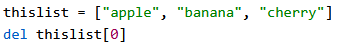 thislist = ["apple", "banana", "cherry"]
del thislist[0]